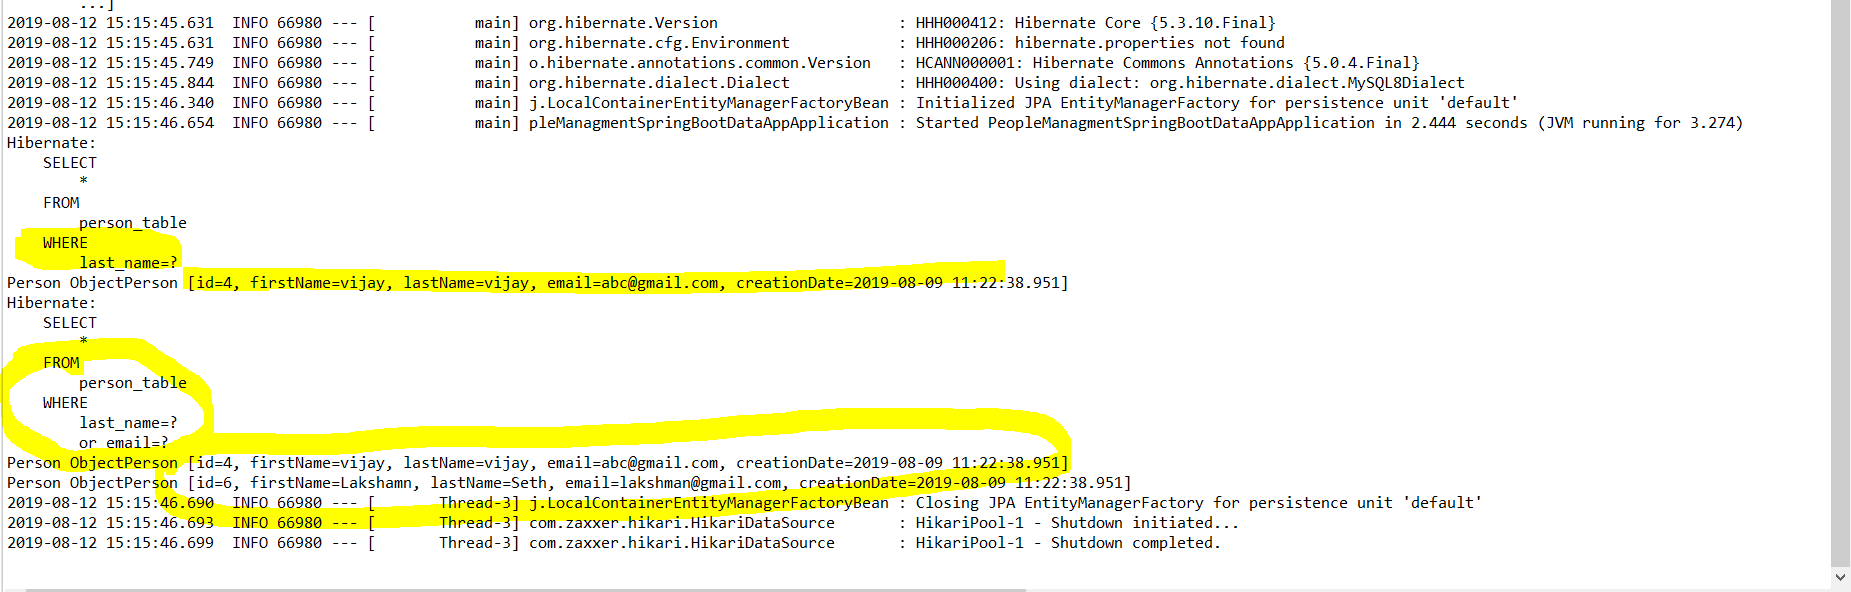 ...]
2019-08-12 15:15:45.631  INFO 66980 --- [           main] org.hibernate.Version                    : HHH000412: Hibernate Core {5.3.10.Final}
2019-08-12 15:15:45.631  INFO 66980 --- [           main] org.hibernate.cfg.Environment            : HHH000206: hibernate.properties not found
2019-08-12 15:15:45.749  INFO 66980 --- [           main] o.hibernate.annotations.common.Version   : HCANN000001: Hibernate Commons Annotations {5.0.4.Final}
2019-08-12 15:15:45.844  INFO 66980 --- [           main] org.hibernate.dialect.Dialect            : HHH000400: Using dialect: org.hibernate.dialect.MySQL8Dialect
2019-08-12 15:15:46.340  INFO 66980 --- [           main] j.LocalContainerEntityManagerFactoryBean : Initialized JPA EntityManagerFactory for persistence unit 'default'
2019-08-12 15:15:46.654  INFO 66980 --- [           main] pleManagmentSpringBootDataAppApplication : Started PeopleManagmentSpringBootDataAppApplication in 2.444 seconds (JVM running for 3.274)
Hibernate:
    SELECT
        *
    FROM
        person_table
    WHERE
        last_name=?
Person ObjectPerson [id=4, firstName=vijay, lastName=vijay, email=abc@gmail.com, creationDate=2019-08-09 11:22:38.951]
Hibernate:
    SELECT
        *
    FROM
        person_table
    WHERE
        last_name=?
        or email=?
Person ObjectPerson [id=4, firstName=vijay, lastName=vijay, email=abc@gmail.com, creationDate=2019-08-09 11:22:38.951]
Person ObjectPerson [id=6, firstName=Lakshamn, lastName=Seth, email=lakshman@gmail.com, creationDate=2019-08-09 11:22:38.951]
2019-08-12 15:15:46.690  INFO 66980 --- [       Thread-3] j.LocalContainerEntityManagerFactoryBean : Closing JPA EntityManagerFactory for persistence unit 'default'
2019-08-12 15:15:46.693  INFO 66980 --- [       Thread-3] com.zaxxer.hikari.HikariDataSource       : HikariPool-1 - Shutdown initiated...
2019-08-12 15:15:46.699  INFO 66980 --- [       Thread-3] com.zaxxer.hikari.HikariDataSource       : HikariPool-1 - Shutdown completed.